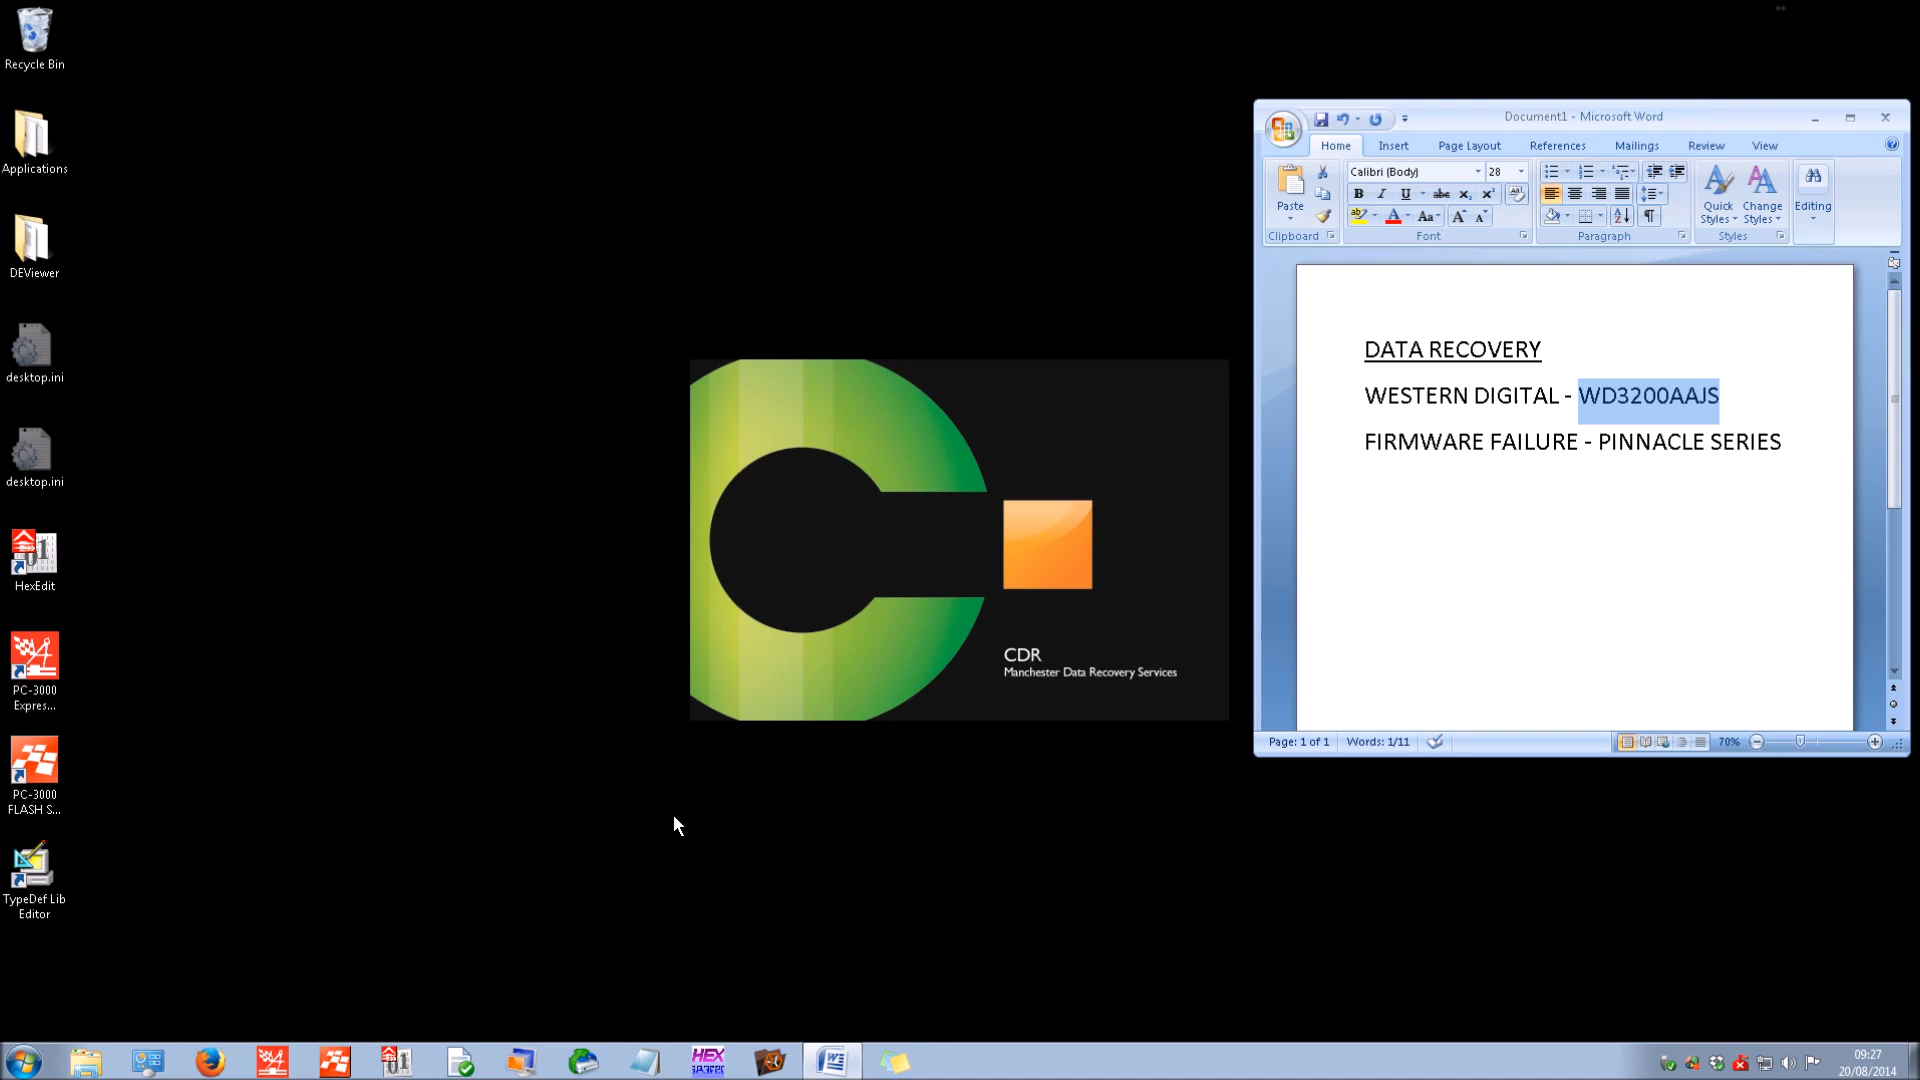 Recycle Bin
Applications
DEViewer
desktop.ini
desktop.ini
HexEdit
PC-3000
Expres...
PC-3000
FLASH S...
TypeDef Lib
Editor
CDR
Manchester Data Recovery Services
Document1 - Microsoft Word
Home Insert Page Layout References Mailings Review View
Calibri (Body) 28
Paste
Quick
Styles
Change
Styles
Editing
Clipboard Font Paragraph Styles
DATA RECOVERY
WESTERN DIGITAL - WD3200AAJS
FIRMWARE FAILURE - PINNACLE SERIES
Page: 1 of 1 Words: 1/11 70%
HEX
09:27
20/08/2014